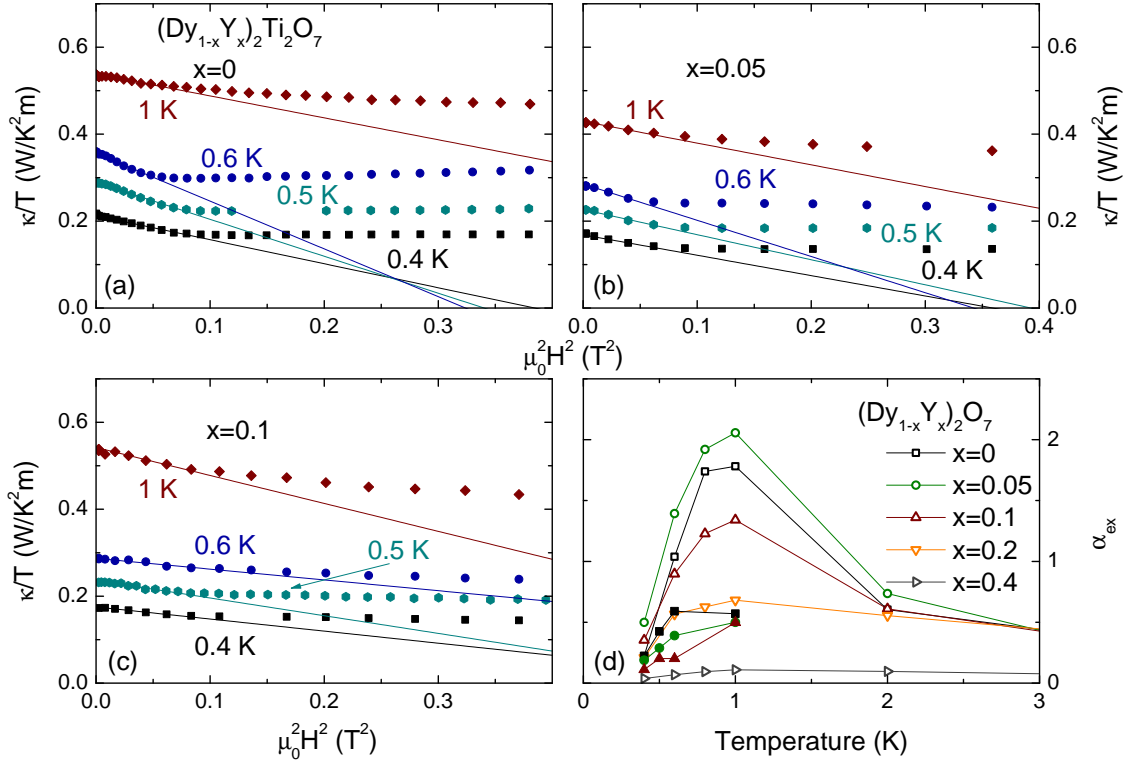 (Dy₁₋ₓYₓ)₂Ti₂O₇
x=0
1 K
0.6 K
0.5 K
0.4 K
(a)
κ/T (W/K²m)
0.6
0.4
0.2
0.0
0.0 0.1 0.2 0.3
x=0.05
1 K
0.6 K
0.5 K
0.4 K
(b)
κ/T (W/K²m)
0.6
0.4
0.2
0.0
0.0 0.1 0.2 0.3 0.4
μ₀²H² (T²)
x=0.1
1 K
0.6 K
0.5 K
0.4 K
(c)
κ/T (W/K²m)
0.6
0.4
0.2
0.0
0.0 0.1 0.2 0.3
μ₀²H² (T²)
(Dy₁₋ₓYₓ)₂O₇
x=0
x=0.05
x=0.1
x=0.2
x=0.4
(d)
α_ex
2
1
0
0 1 2 3
Temperature (K)